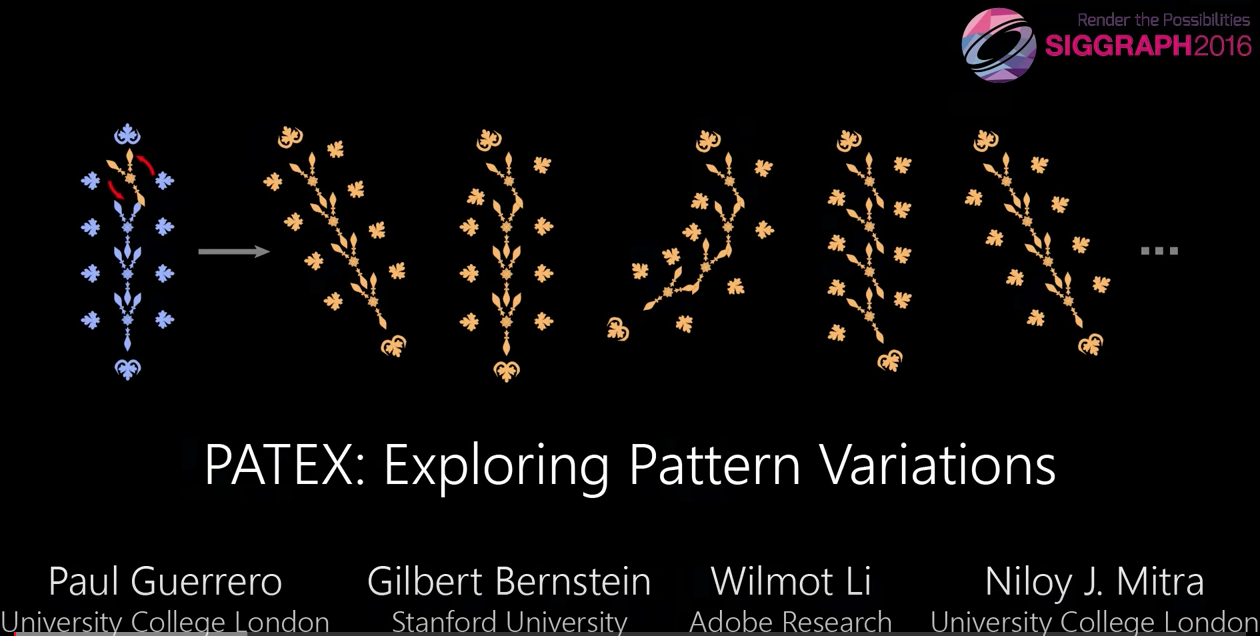 Render the Possibilities
SIGGRAPH2016
PATEX: Exploring Pattern Variations
Paul Guerrero
University College London
Gilbert Bernstein
Stanford University
Wilmot Li
Adobe Research
Niloy J. Mitra
University College London